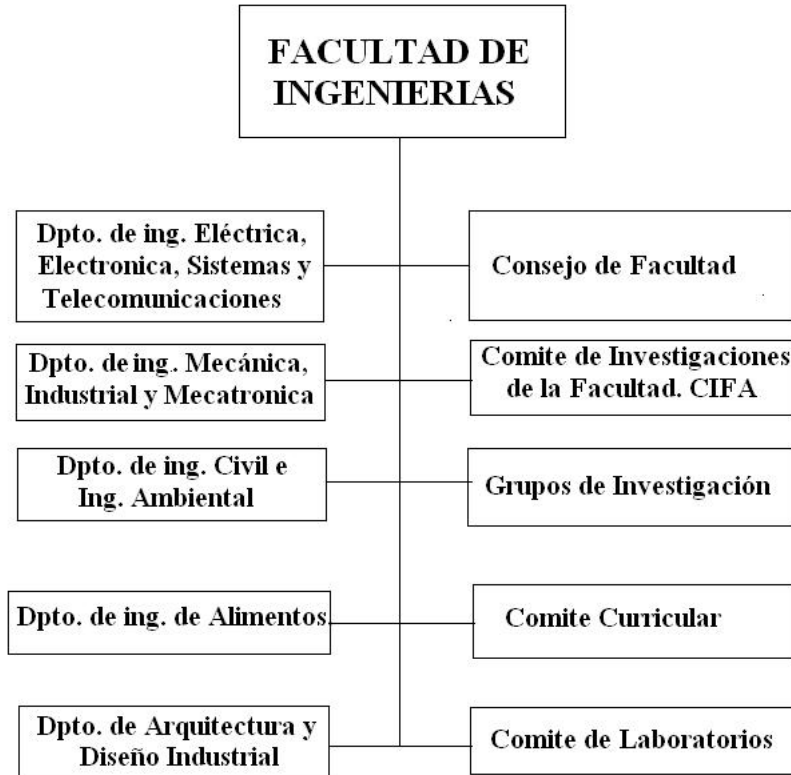 FACULTAD DE
INGENIERIAS
Dpto. de ing. Eléctrica,
Electronica, Sistemas y
Telecomunicaciones
Consejo de Facultad
Dpto. de ing. Mecánica,
Industrial y Mecatronica
Comite de Investigaciones
de la Facultad. CIFA
Dpto. de ing. Civil e
Ing. Ambiental
Grupos de Investigación
Dpto. de ing. de Alimentos
Comite Curricular
Dpto. de Arquitectura y
Diseño Industrial
Comite de Laboratorios